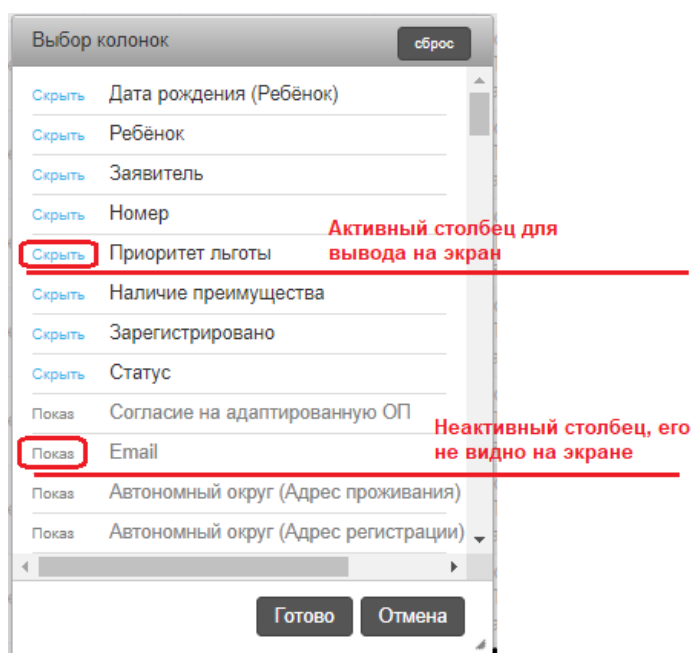 Выбор колонок сброс
Скрыть Дата рождения (Ребёнок)
Скрыть Ребёнок
Скрыть Заявитель
Скрыть Номер
Активный столбец для
вывода на экран
Скрыть Приоритет льготы
Скрыть Наличие преимущества
Скрыть Зарегистрировано
Скрыть Статус
Показ Согласие на адаптированную ОП
Неактивный столбец, его
не видно на экране
Показ Email
Показ Автономный округ (Адрес проживания)
Показ Автономный округ (Адрес регистрации)
Готово Отмена